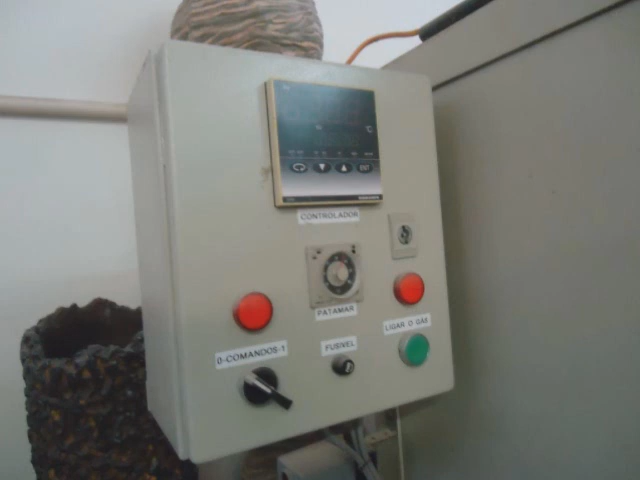 °C
CONTROLADOR
PATAMAR
LIGAR O GÁS
0-COMANDOS-1
FUSIVEL